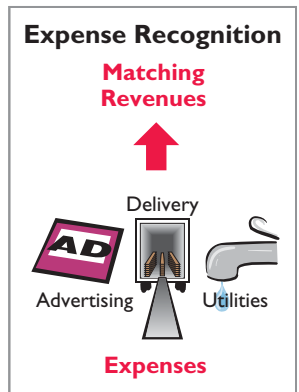 Expense Recognition
Matching
Revenues
Delivery
AD
Advertising
Utilities
Expenses